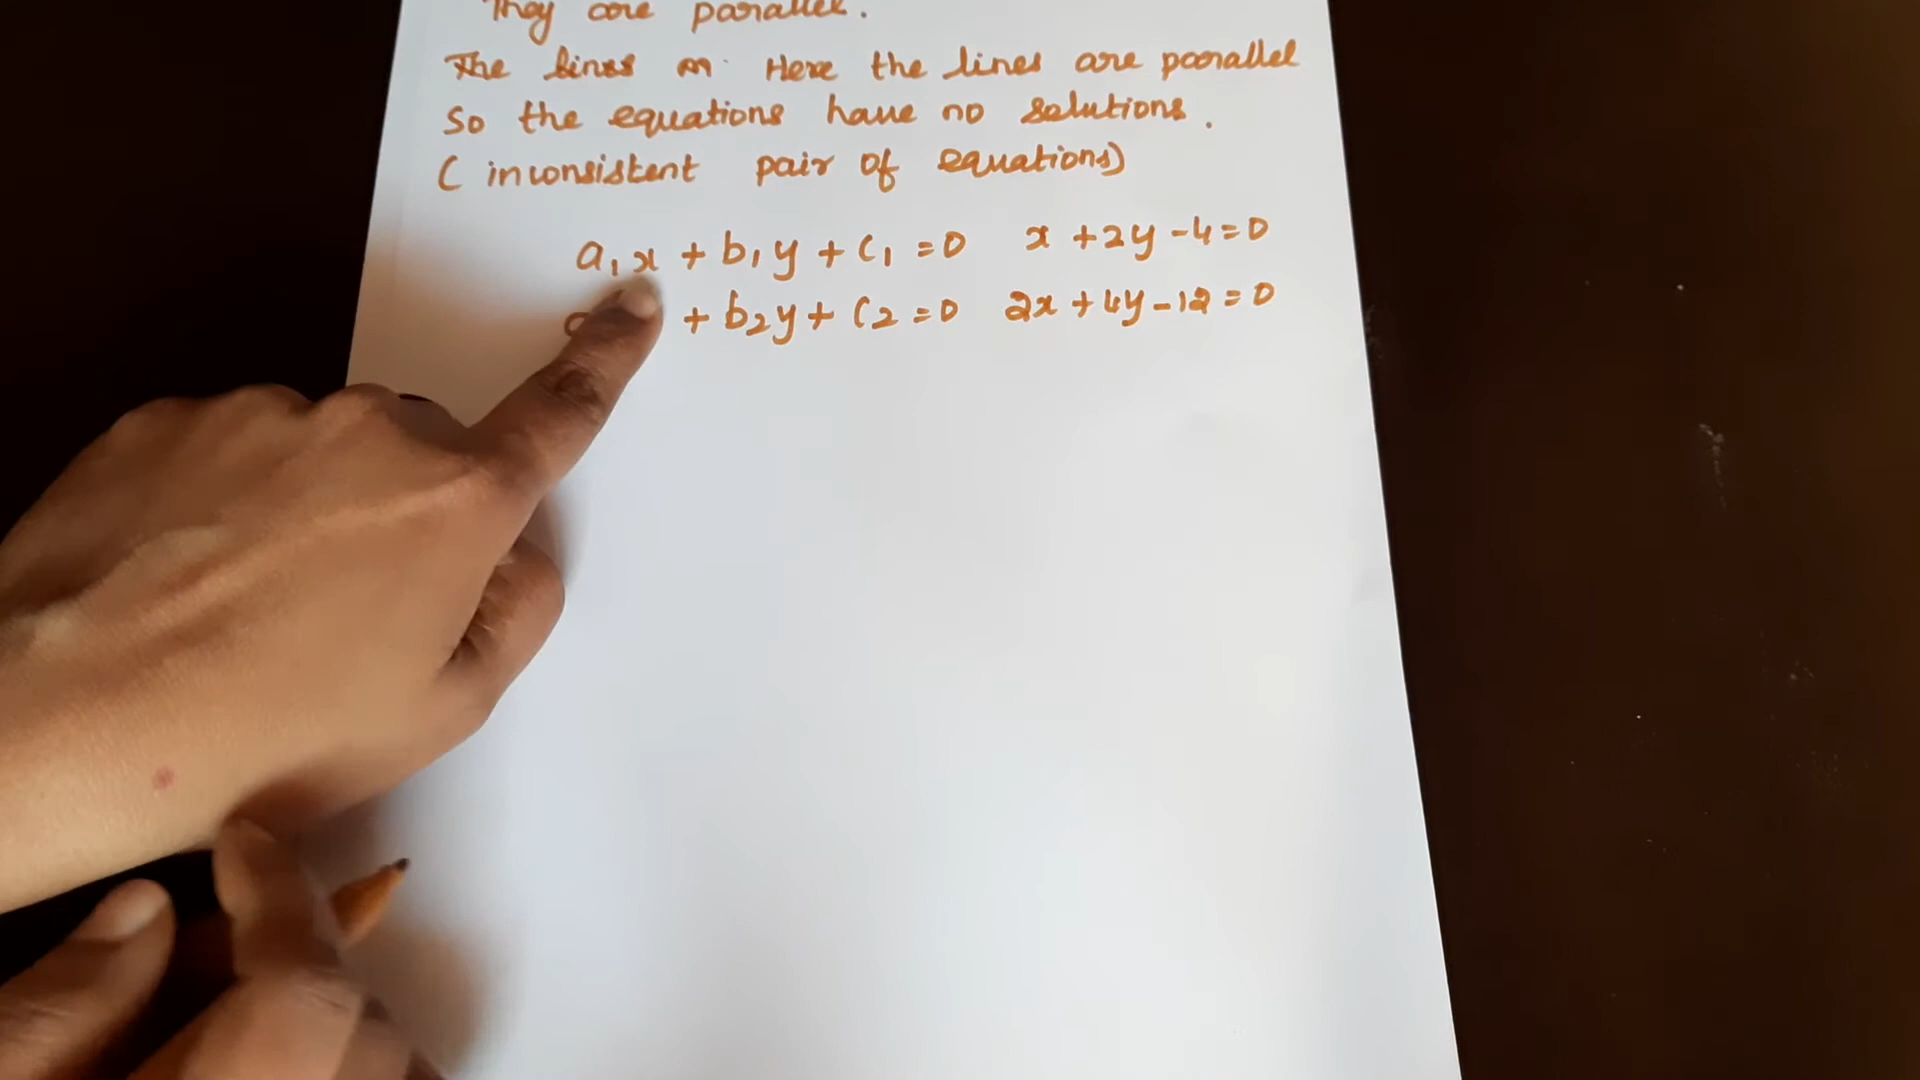 They are parallel.
The lines m. Here the lines are parallel
So the equations have no solutions.
( inconsistent pair of equations)
a₁x + b₁y + c₁ = 0 x + 2y - 4 = 0
+ b₂y + c₂ = 0 2x + 4y - 12 = 0